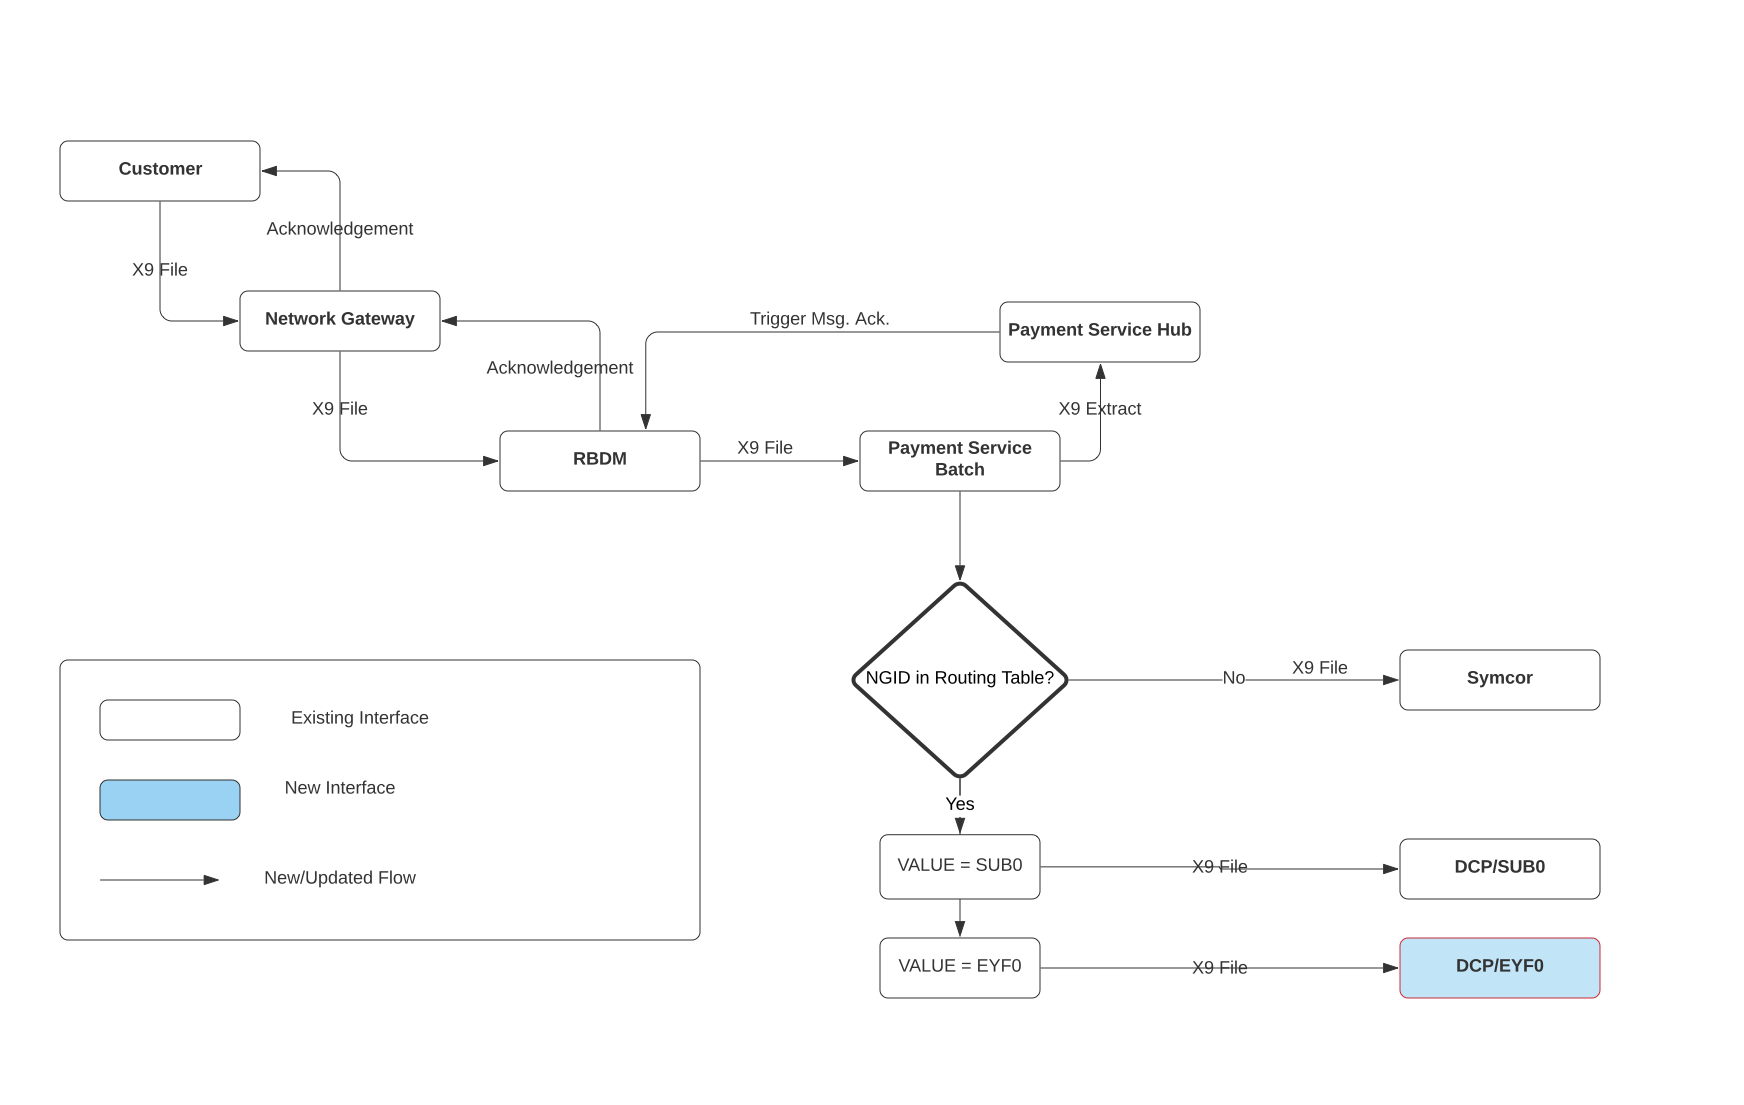 Customer
Acknowledgement
X9 File
Network Gateway
Trigger Msg. Ack.
Payment Service Hub
Acknowledgement
X9 File
X9 Extract
RBDM
X9 File
Payment Service
Batch
NGID in Routing Table?
No
X9 File
Symcor
Existing Interface
New Interface
New/Updated Flow
Yes
VALUE = SUB0
X9 File
DCP/SUB0
VALUE = EYF0
X9 File
DCP/EYF0